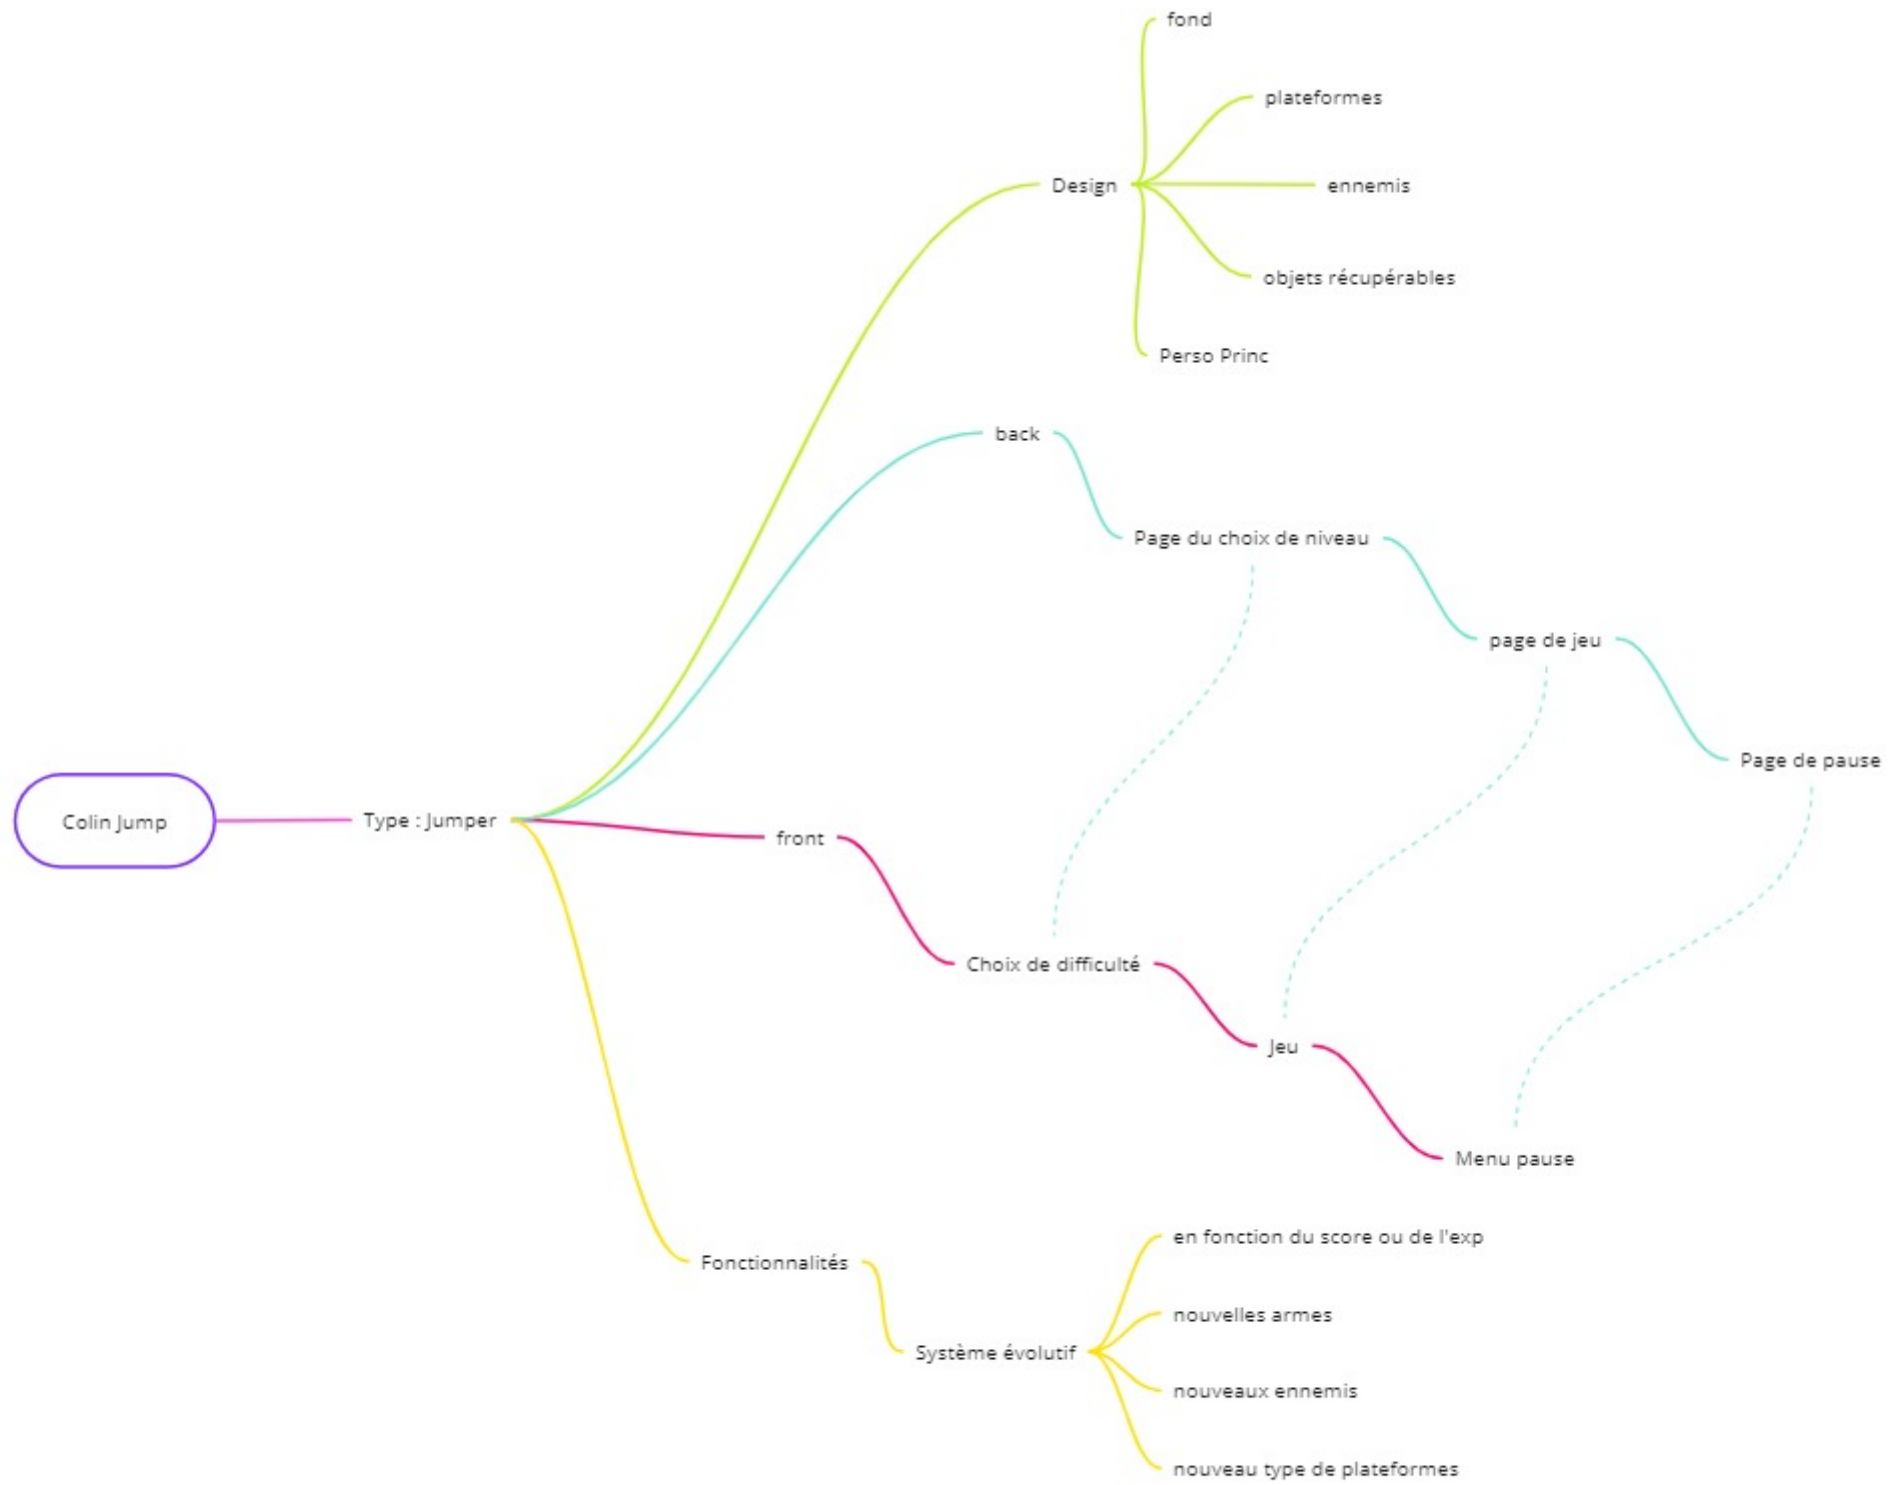 fond
plateformes
Design
ennemis
objets récupérables
Perso Princ
back
Page du choix de niveau
page de jeu
Page de pause
Colin Jump
Type : Jumper
front
Choix de difficulté
Jeu
Menu pause
Fonctionnalités
Système évolutif
en fonction du score ou de l'exp
nouvelles armes
nouveaux ennemis
nouveau type de plateformes